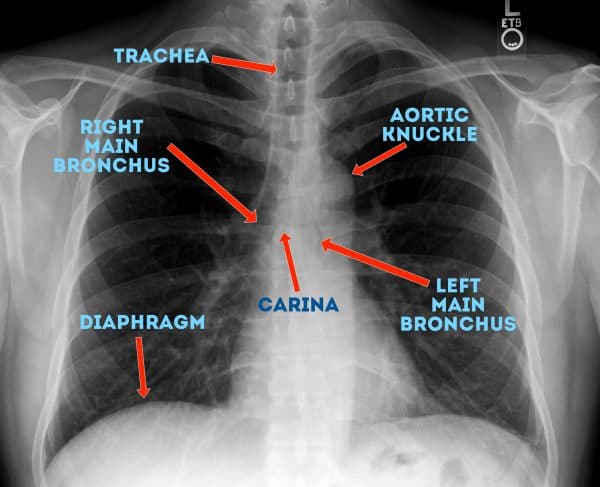 L
ETB
TRACHEA
AORTIC
KNUCKLE
RIGHT
MAIN
BRONCHUS
CARINA
LEFT
MAIN
BRONCHUS
DIAPHRAGM